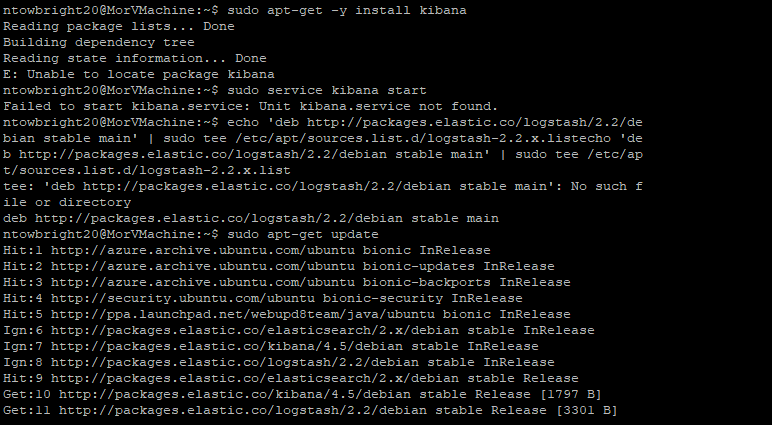 ntowbright20@MorVMachine:~$ sudo apt-get -y install kibana
Reading package lists... Done
Building dependency tree
Reading state information... Done
E: Unable to locate package kibana
ntowbright20@MorVMachine:~$ sudo service kibana start
Failed to start kibana.service: Unit kibana.service not found.
ntowbright20@MorVMachine:~$ echo 'deb http://packages.elastic.co/logstash/2.2/de
bian stable main' | sudo tee /etc/apt/sources.list.d/logstash-2.2.x.listecho 'de
b http://packages.elastic.co/logstash/2.2/debian stable main' | sudo tee /etc/ap
t/sources.list.d/logstash-2.2.x.list
tee: 'deb http://packages.elastic.co/logstash/2.2/debian stable main': No such f
ile or directory
deb http://packages.elastic.co/logstash/2.2/debian stable main
ntowbright20@MorVMachine:~$ sudo apt-get update
Hit:1 http://azure.archive.ubuntu.com/ubuntu bionic InRelease
Hit:2 http://azure.archive.ubuntu.com/ubuntu bionic-updates InRelease
Hit:3 http://azure.archive.ubuntu.com/ubuntu bionic-backports InRelease
Hit:4 http://security.ubuntu.com/ubuntu bionic-security InRelease
Hit:5 http://ppa.launchpad.net/webupd8team/java/ubuntu bionic InRelease
Ign:6 http://packages.elastic.co/elasticsearch/2.x/debian stable InRelease
Ign:7 http://packages.elastic.co/kibana/4.5/debian stable InRelease
Ign:8 http://packages.elastic.co/logstash/2.2/debian stable InRelease
Hit:9 http://packages.elastic.co/elasticsearch/2.x/debian stable Release
Get:10 http://packages.elastic.co/kibana/4.5/debian stable Release [1797 B]
Get:11 http://packages.elastic.co/logstash/2.2/debian stable Release [3301 B]